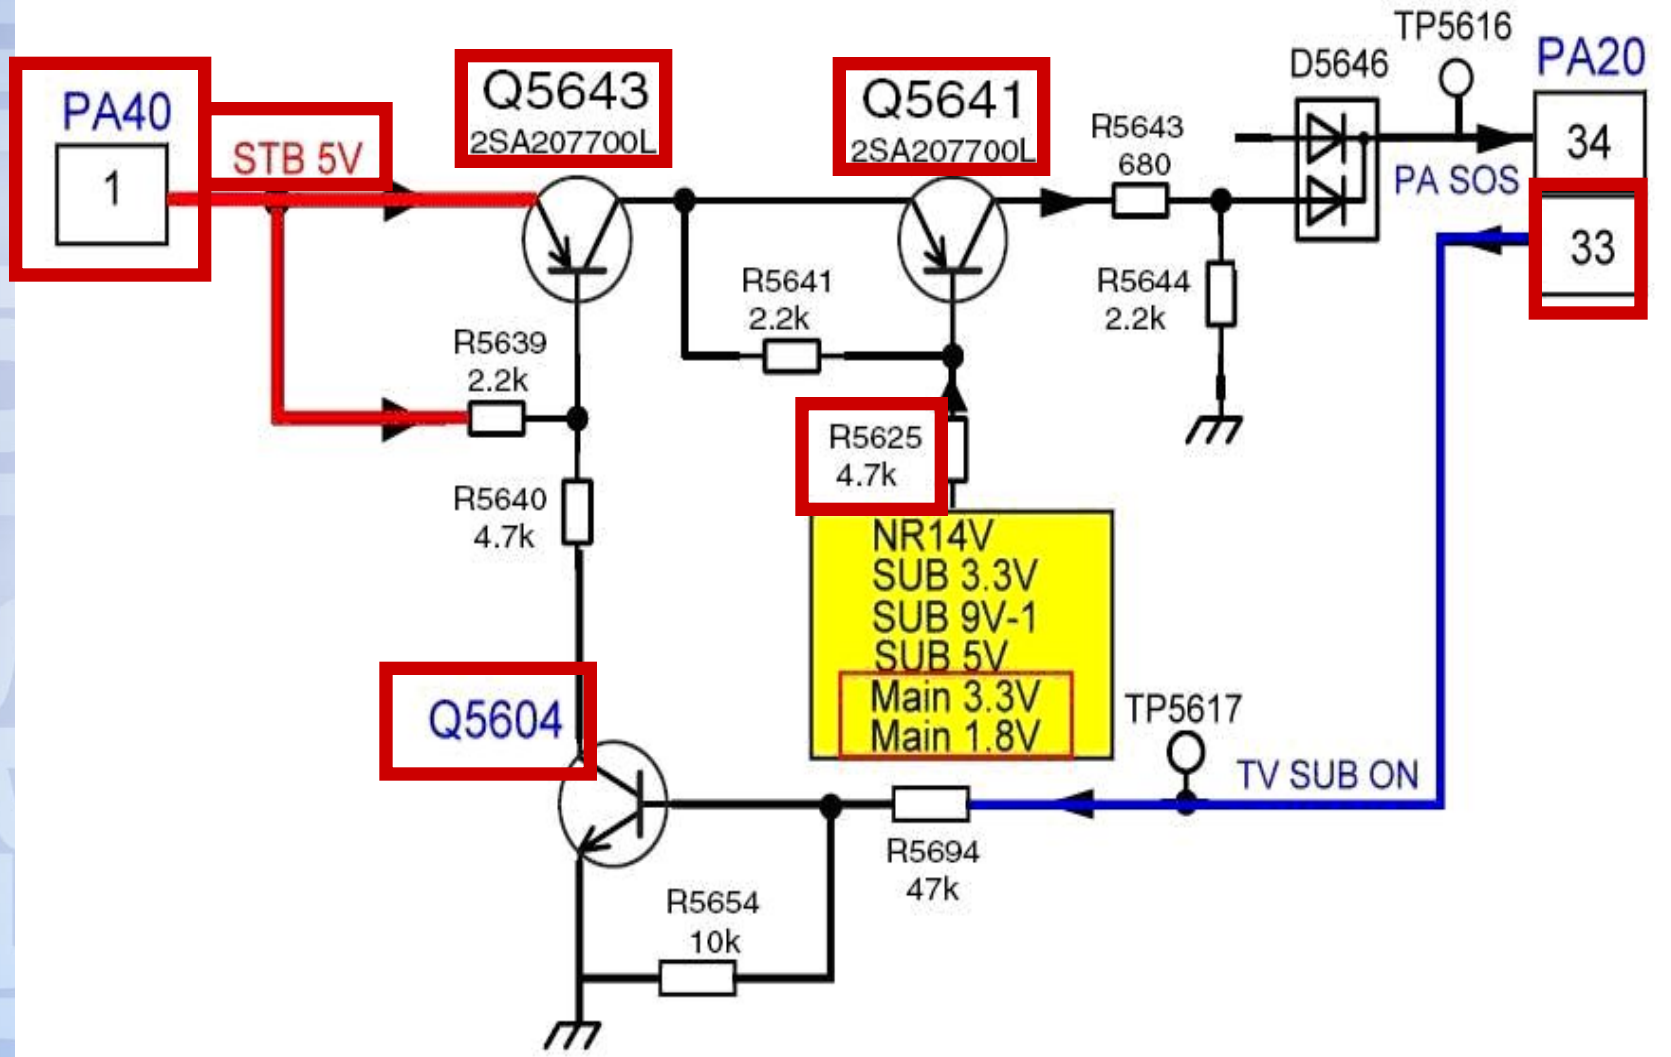 TP5616
D5646
PA20
Q5643
2SA207700L
Q5641
2SA207700L
PA40
STB 5V
1
R5643
680
34
PA SOS
33
R5641
2.2k
R5644
2.2k
R5639
2.2k
R5625
4.7k
R5640
4.7k
NR14V
SUB 3.3V
SUB 9V-1
SUB 5V
Main 3.3V
Main 1.8V
Q5604
TP5617
TV SUB ON
R5694
47k
R5654
10k